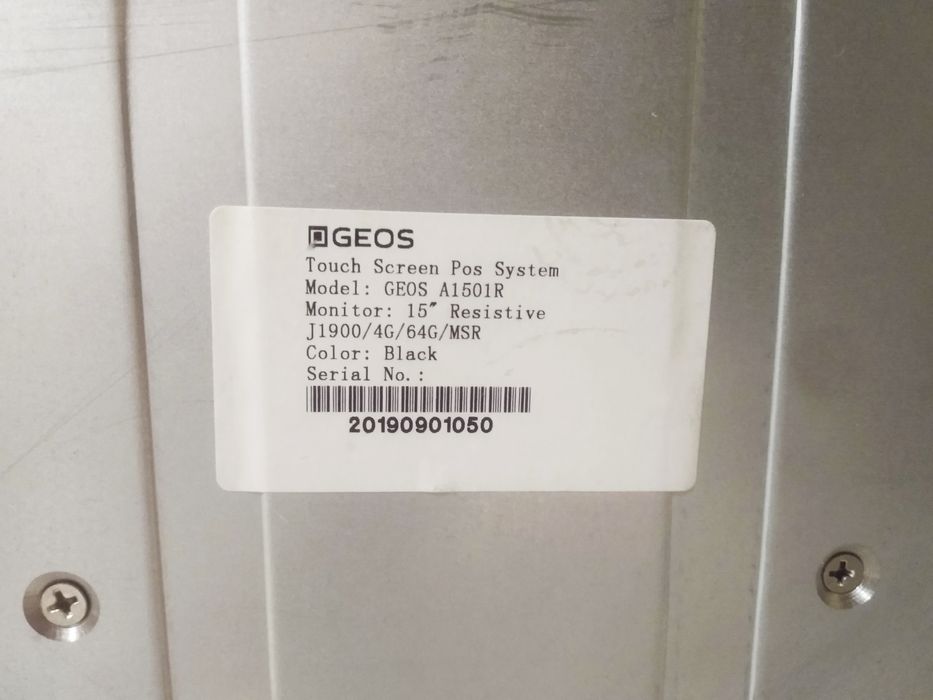 GEOS
Touch Screen Pos System
Model: GEOS A1501R
Monitor: 15″ Resistive
J1900/4G/64G/MSR
Color: Black
Serial No.:
20190901050